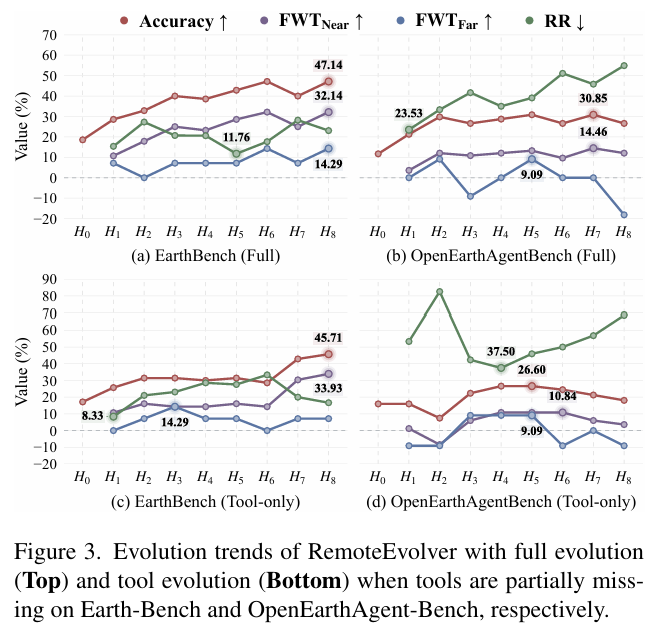 Accuracy ↑ FWT_Near ↑ FWT_Far ↑ RR ↓
Value (%)
70
60
50
40
30
20
10
0
−10
−20
47.14
32.14
11.76
14.29
H0 H1 H2 H3 H4 H5 H6 H7 H8
(a) EarthBench (Full)
23.53
30.85
14.46
9.09
H0 H1 H2 H3 H4 H5 H6 H7 H8
(b) OpenEarthAgentBench (Full)
Value (%)
90
80
70
60
50
40
30
20
10
0
−10
−20
45.71
33.93
8.33
14.29
H0 H1 H2 H3 H4 H5 H6 H7 H8
(c) EarthBench (Tool-only)
37.50
26.60
10.84
9.09
H0 H1 H2 H3 H4 H5 H6 H7 H8
(d) OpenEarthAgentBench (Tool-only)
Figure 3. Evolution trends of RemoteEvolver with full evolution
(Top) and tool evolution (Bottom) when tools are partially miss-
ing on Earth-Bench and OpenEarthAgent-Bench, respectively.